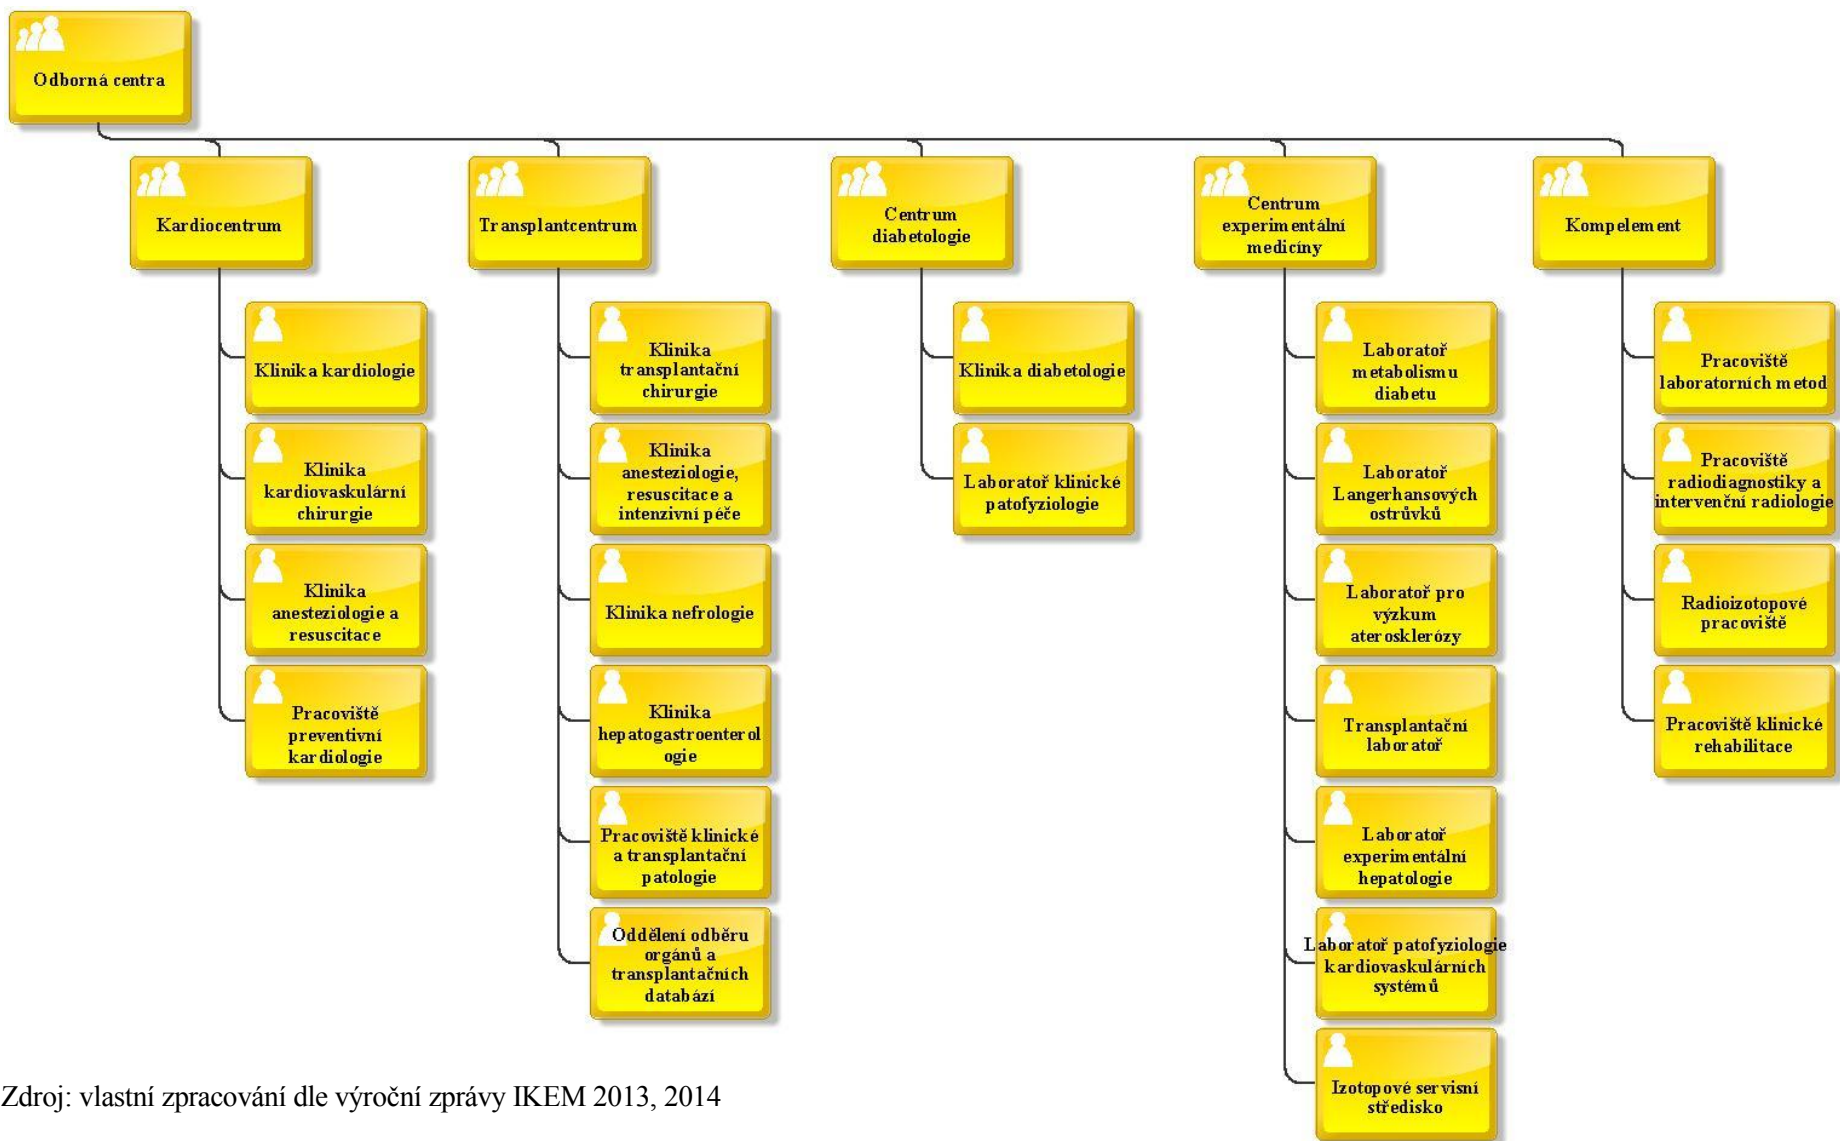 Odborná centra
Kardiocentrum
Transplantcentrum
Centrum
diabetologie
Centrum
experimentální
medicíny
Kompelement
Klinika kardiologie
Klinika
kardiovaskulární
chirurgie
Klinika
anesteziologie a
resuscitace
Pracoviště
preventivní
kardiologie
Klinika
transplantační
chirurgie
Klinika
anesteziologie,
resuscitace a
intenzivní péče
Klinika nefrologie
Klinika
hepatogastroenterol
ogie
Pracoviště klinické
a transplantační
patologie
Oddělení odběru
orgánů a
transplantačních
databází
Klinika diabetologie
Laboratoř klinické
patofyziologie
Laboratoř
metabolismu
diabetu
Laboratoř
Langerhansových
ostrůvků
Laboratoř pro
výzkum
aterosklerózy
Transplantační
laboratoř
Laboratoř
experimentální
hepatologie
Laboratoř patofyziologie
kardiovaskulárních
systémů
Izotopové servisní
středisko
Pracoviště
laboratorních metod
Pracoviště
radiodiagnostiky a
intervenční radiologie
Radioizotopové
pracoviště
Pracoviště klinické
rehabilitace
Zdroj: vlastní zpracování dle výroční zprávy IKEM 2013, 2014